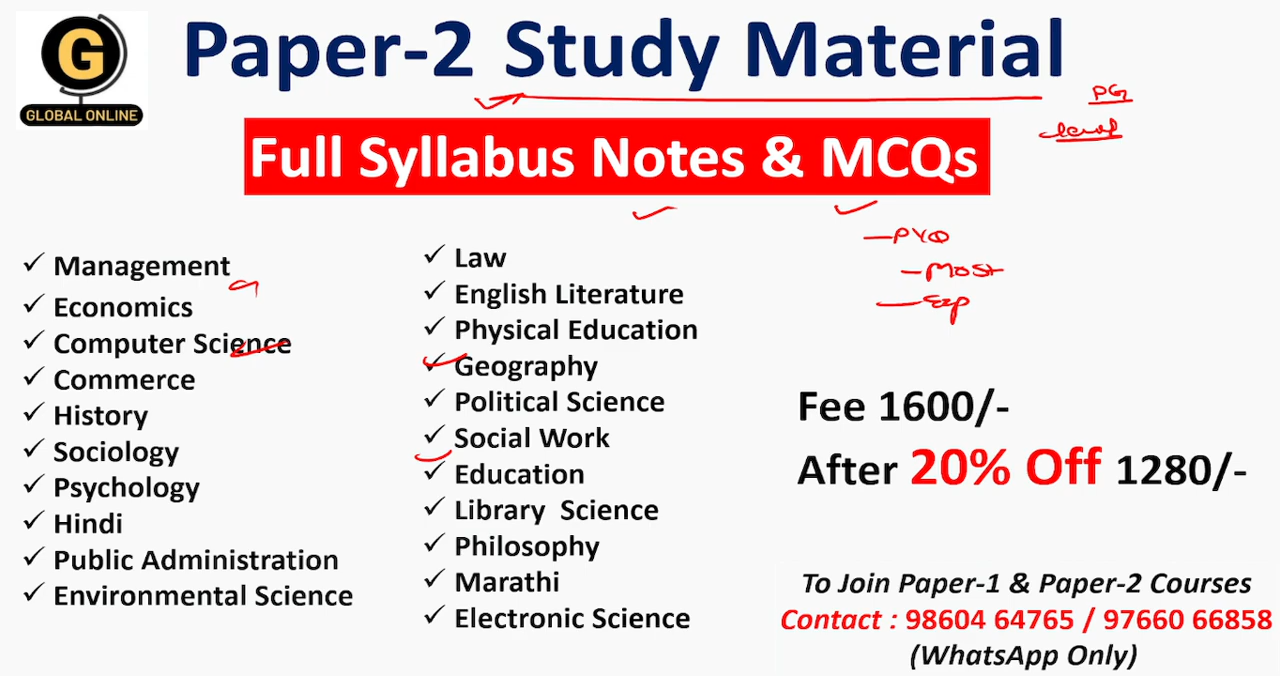 G
GLOBAL ONLINE
Paper-2 Study Material
PG
level
Full Syllabus Notes & MCQs
- PYQ
- Most
- Exp
✓ Management
✓ Economics
✓ Computer Science
✓ Commerce
✓ History
✓ Sociology
✓ Psychology
✓ Hindi
✓ Public Administration
✓ Environmental Science
✓ Law
✓ English Literature
✓ Physical Education
✓ Geography
✓ Political Science
✓ Social Work
✓ Education
✓ Library Science
✓ Philosophy
✓ Marathi
✓ Electronic Science
Fee 1600/-
After 20% Off 1280/-
To Join Paper-1 & Paper-2 Courses
Contact : 98604 64765 / 97660 66858
(WhatsApp Only)